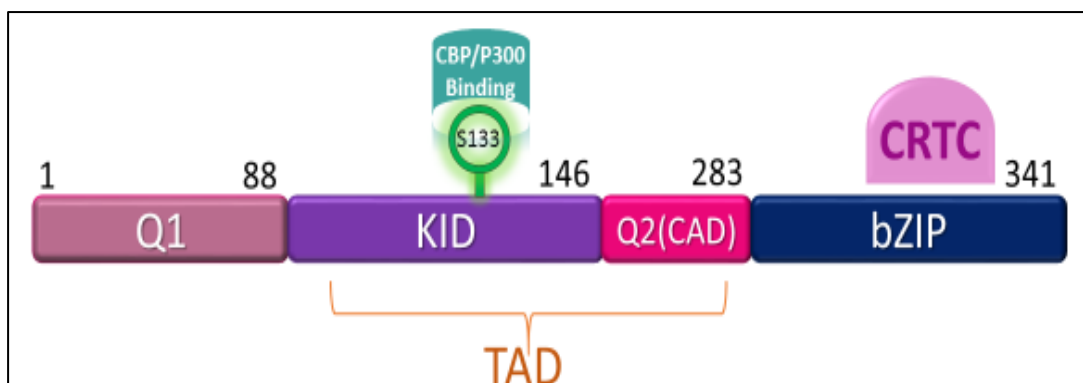 CBP/P300
Binding
S133
CRTC
1 88 146 283 341
Q1 KID Q2(CAD) bZIP
TAD